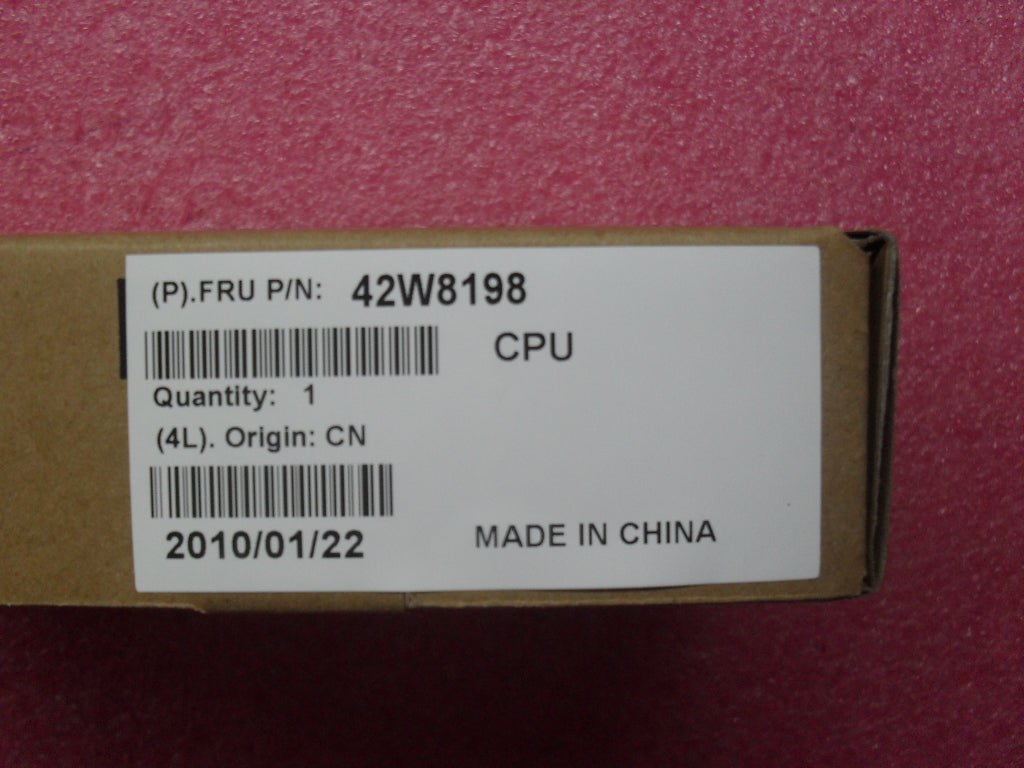 (P).FRU P/N: 42W8198
CPU
Quantity: 1
(4L). Origin: CN
2010/01/22
MADE IN CHINA